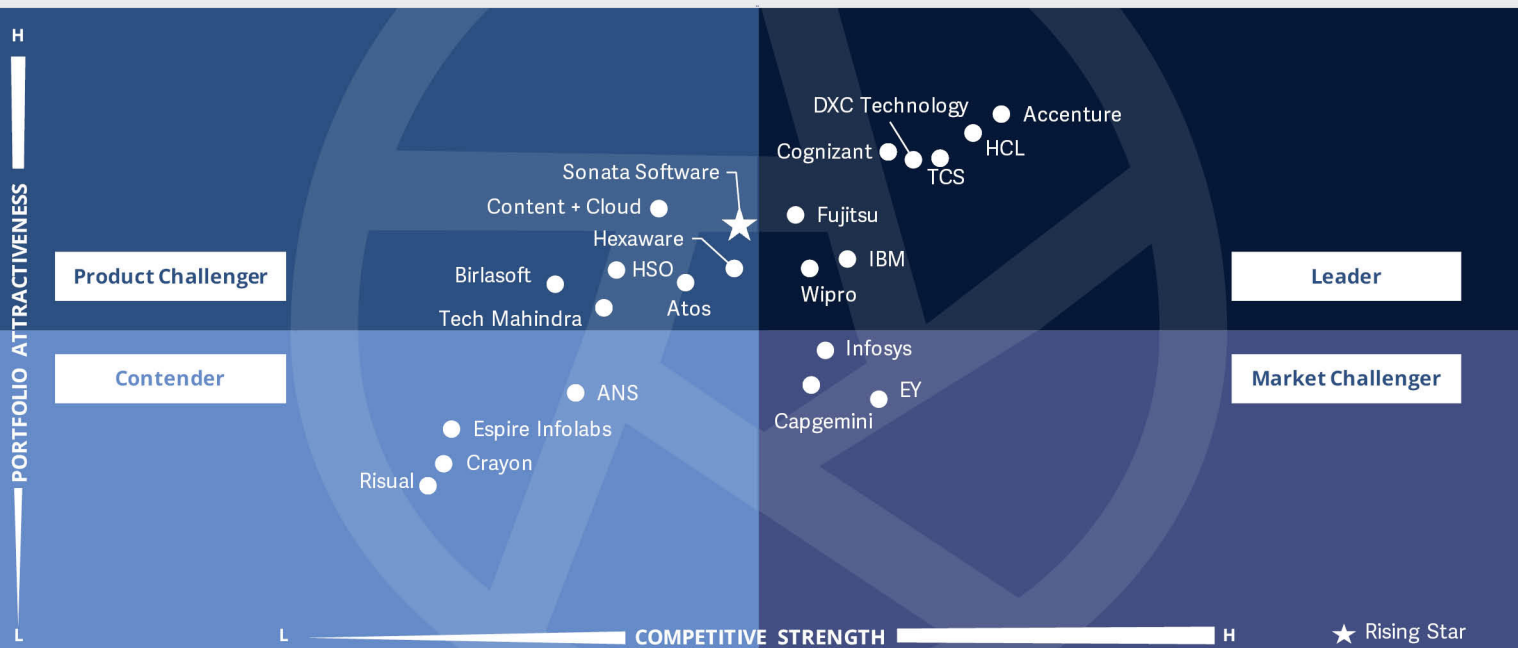 H
DXC Technology
Accenture
HCL
Cognizant
TCS
Sonata Software
Content + Cloud
Fujitsu
Hexaware
IBM
HSO
Birlasoft
Wipro
Atos
Tech Mahindra
Product Challenger
Leader
PORTFOLIO ATTRACTIVENESS
Infosys
Contender
Market Challenger
ANS
EY
Capgemini
Espire Infolabs
Crayon
Risual
L
L
COMPETITIVE STRENGTH
H
Rising Star